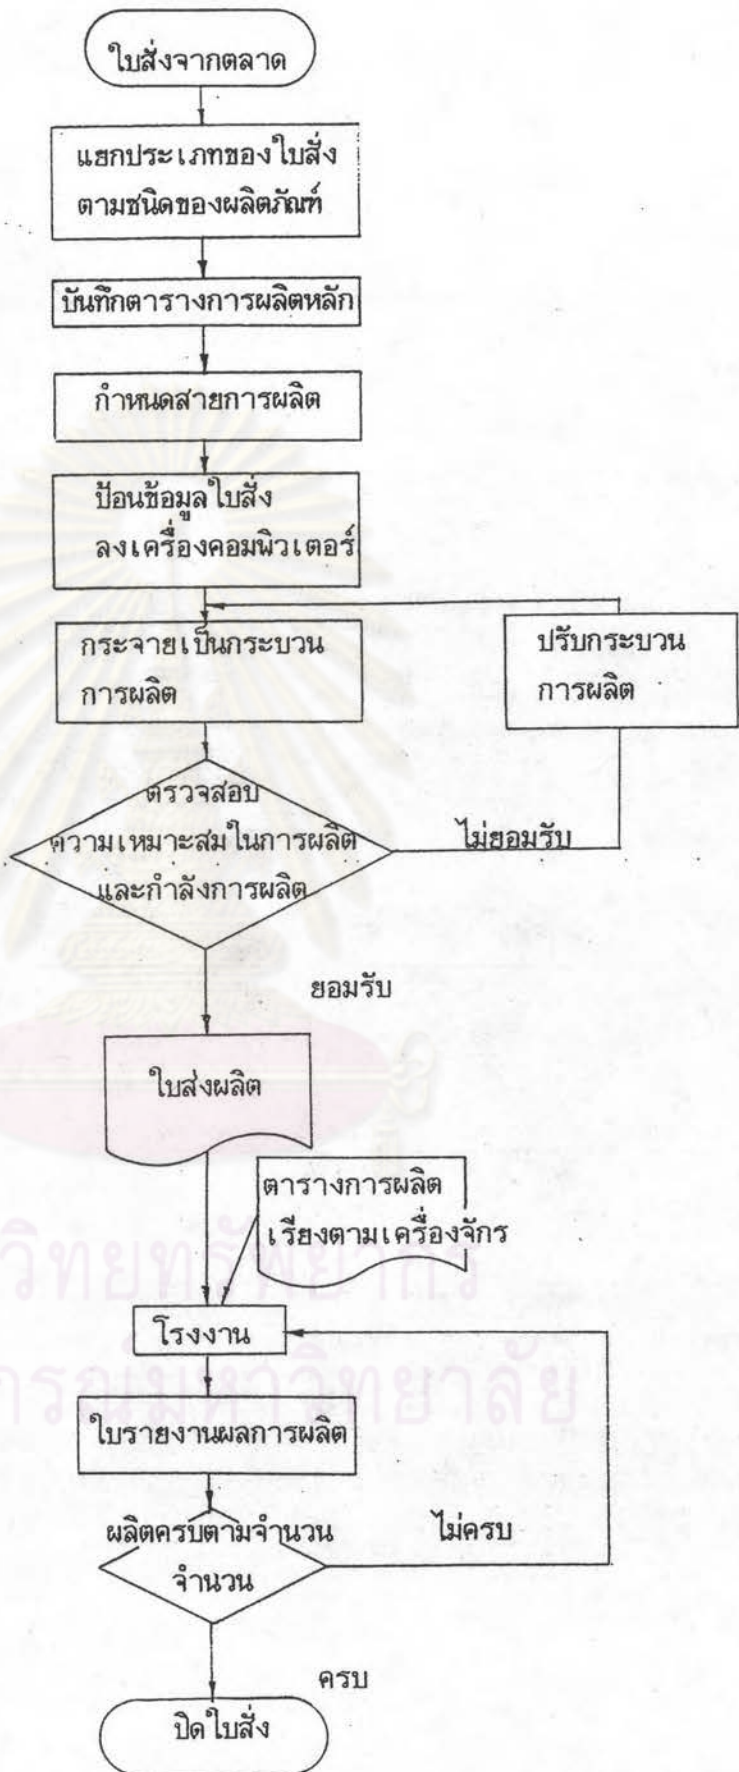 ใบสั่งจากตลาด
แยกประเภทของใบสั่ง
ตามชนิดของผลิตภัณฑ์
บันทึกตารางการผลิตหลัก
กำหนดสายการผลิต
ป้อนข้อมูลใบสั่ง
ลงเครื่องคอมพิวเตอร์
กระจายเป็นกระบวน
การผลิต
ปรับกระบวน
การผลิต
ตรวจสอบ
ความเหมาะสมในการผลิต
และกำลังการผลิต
ไม่ยอมรับ
ยอมรับ
ใบส่งผลิต
ตารางการผลิต
เรียงตามเครื่องจักร
โรงงาน
ใบรายงานผลการผลิต
ผลิตครบตามจำนวน
จำนวน
ไม่ครบ
ครบ
ปิดใบสั่ง